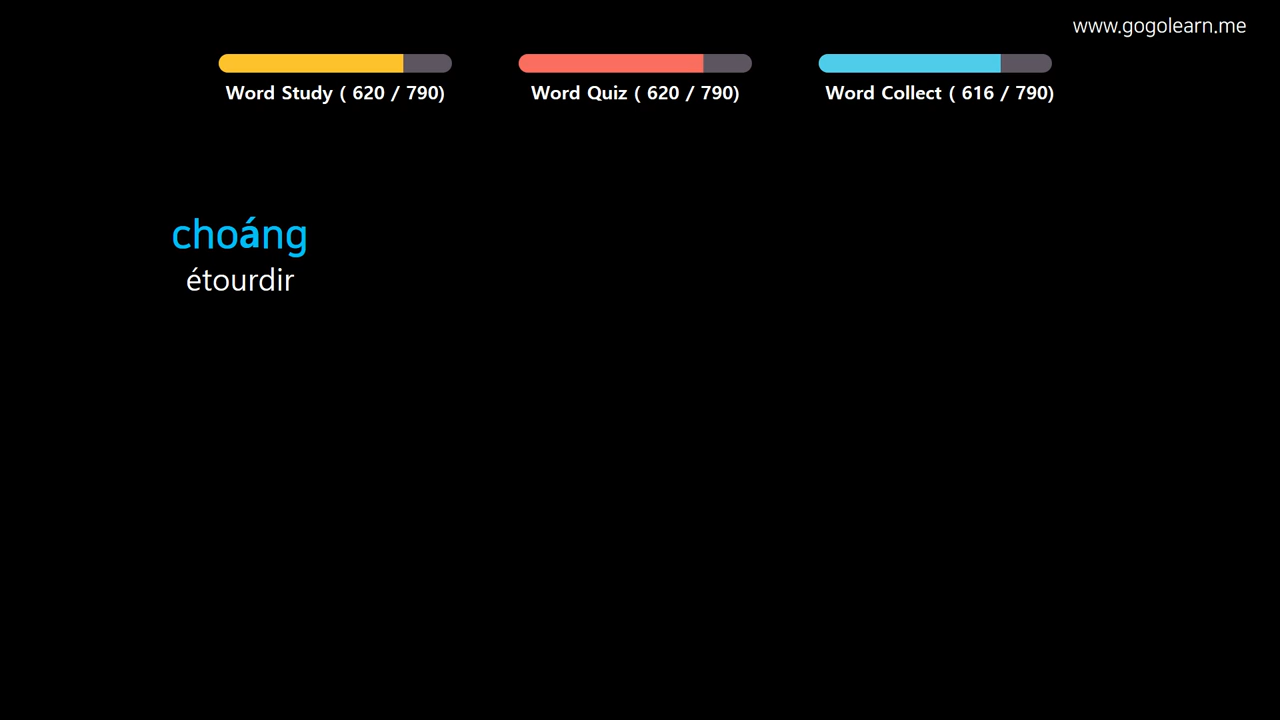 www.gogolearn.me
Word Study ( 620 / 790)
Word Quiz ( 620 / 790)
Word Collect ( 616 / 790)
choáng
étourdir